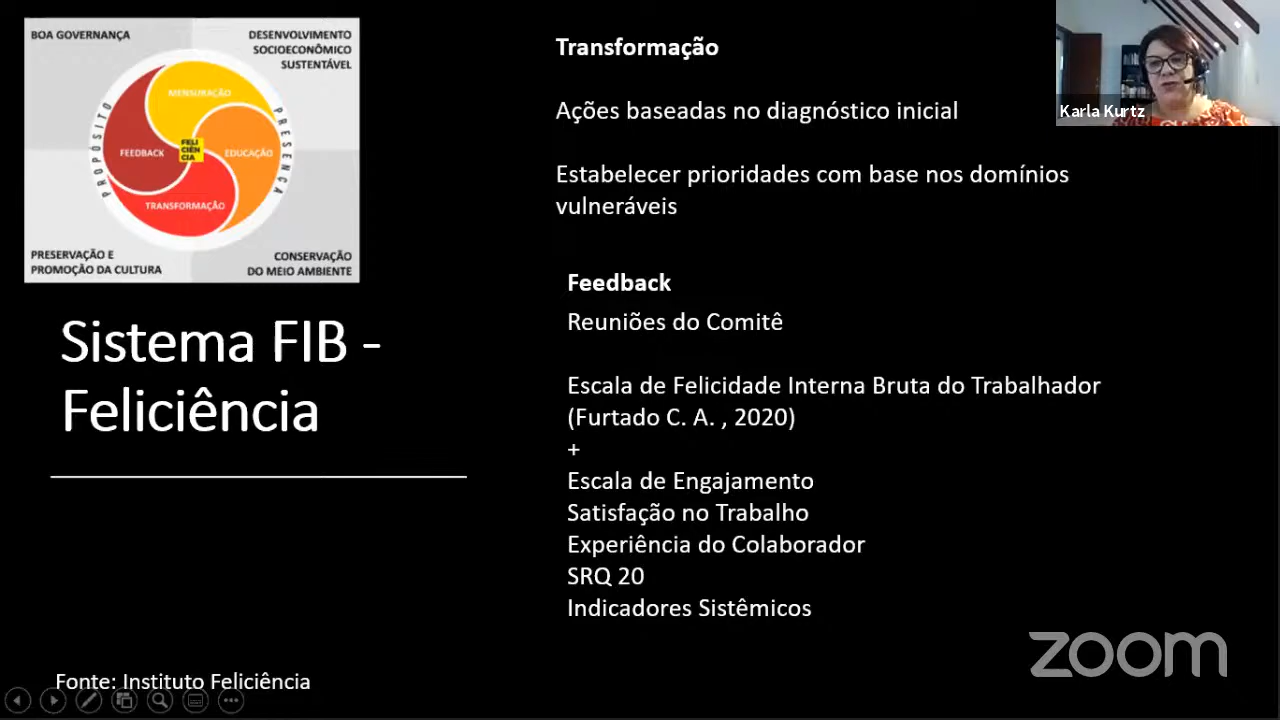 BOA GOVERNANÇA
DESENVOLVIMENTO
SOCIOECONÔMICO
SUSTENTÁVEL
PROPÓSITO
PRESENÇA
MENSURAÇÃO
FEEDBACK
FELI
CIÊN
CIA
EDUCAÇÃO
TRANSFORMAÇÃO
PRESERVAÇÃO E
PROMOÇÃO DA CULTURA
CONSERVAÇÃO
DO MEIO AMBIENTE
Sistema FIB -
Feliciência
Fonte: Instituto Feliciência
Transformação
Ações baseadas no diagnóstico inicial
Estabelecer prioridades com base nos domínios
vulneráveis
Feedback
Reuniões do Comitê
Escala de Felicidade Interna Bruta do Trabalhador
(Furtado C. A. , 2020)
+
Escala de Engajamento
Satisfação no Trabalho
Experiência do Colaborador
SRQ 20
Indicadores Sistêmicos
Karla Kurtz
zoom